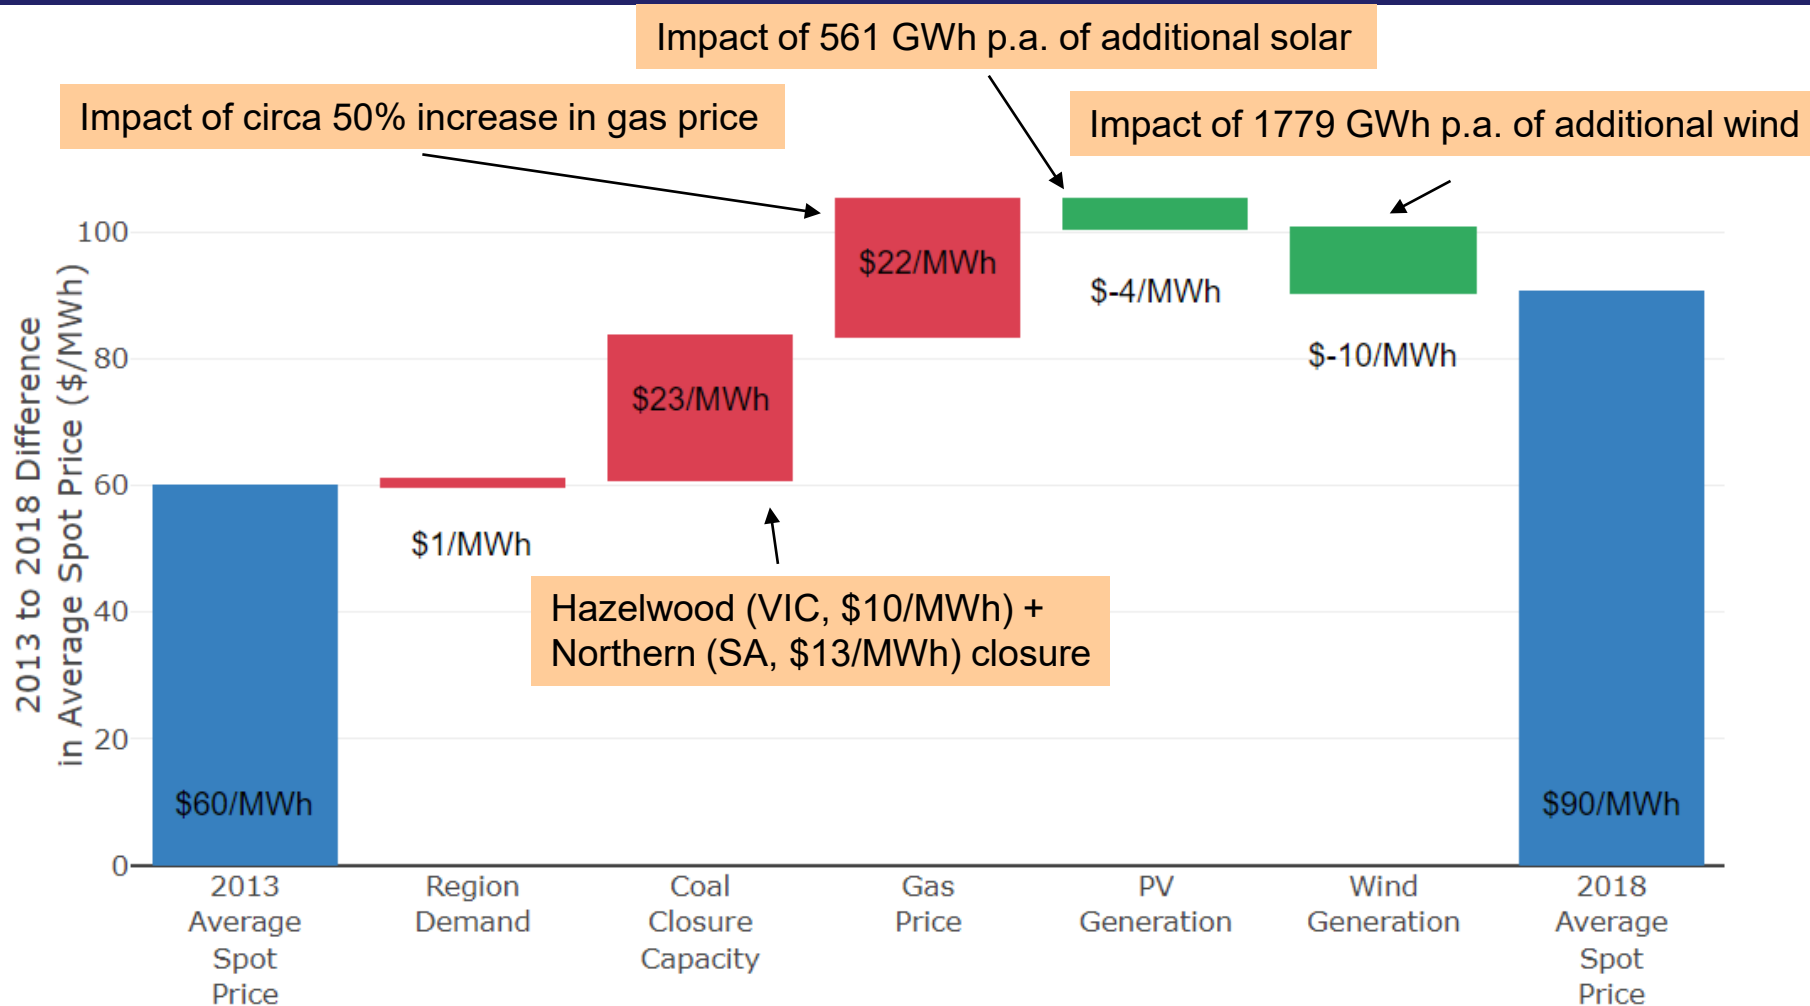 Impact of 561 GWh p.a. of additional solar
Impact of circa 50% increase in gas price
Impact of 1779 GWh p.a. of additional wind
2013 to 2018 Difference
in Average Spot Price ($/MWh)
100
80
60
40
20
0
$22/MWh
$-4/MWh
$-10/MWh
$23/MWh
$1/MWh
Hazelwood (VIC, $10/MWh) +
Northern (SA, $13/MWh) closure
$60/MWh
$90/MWh
2013
Average
Spot
Price
Region
Demand
Coal
Closure
Capacity
Gas
Price
PV
Generation
Wind
Generation
2018
Average
Spot
Price